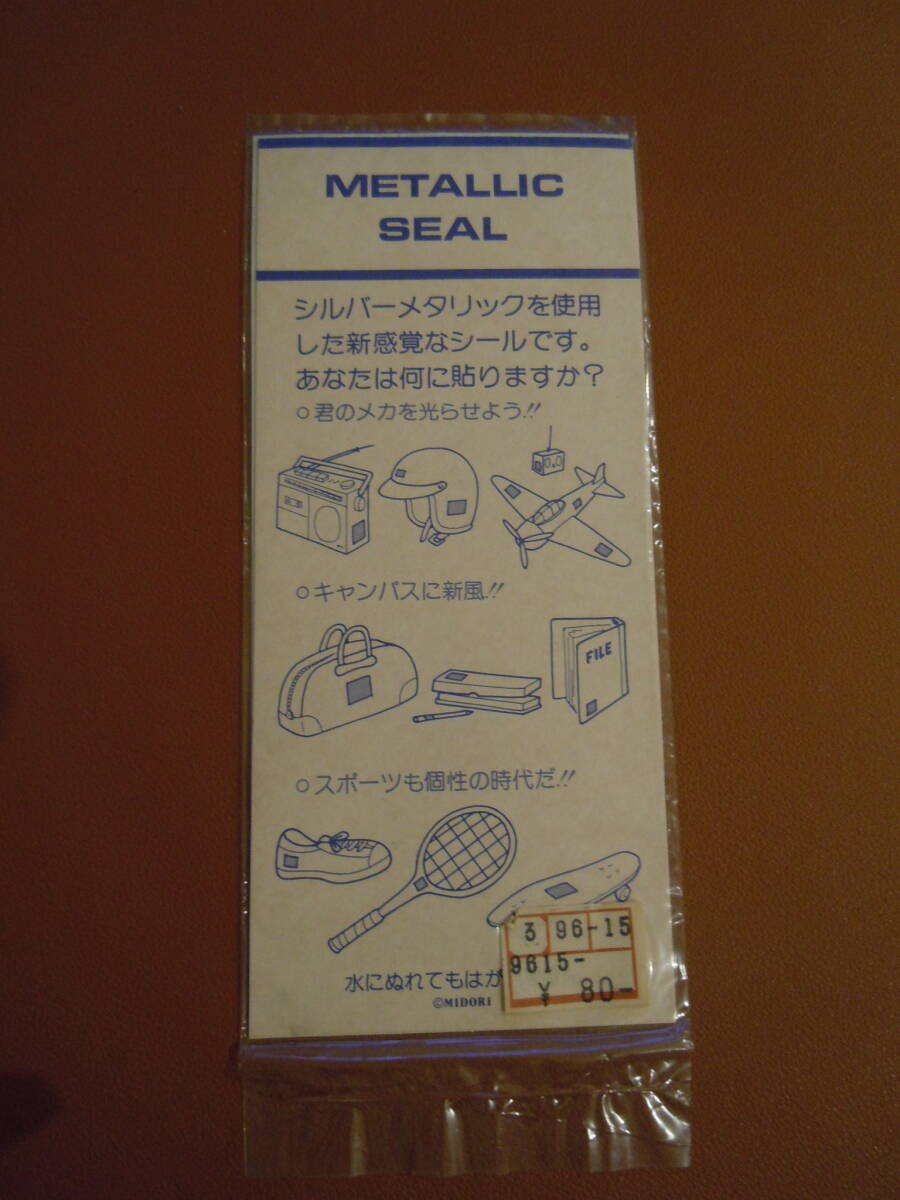 METALLIC
SEAL
シルバーメタリックを使用
した新感覚なシールです。
あなたは何に貼りますか？
○君のメカを光らせよう!!
○キャンパスに新風!!
FILE
○スポーツも個性の時代だ!!
3 96-15
9615-
¥ 80-
水にぬれてもはが
©MIDORI